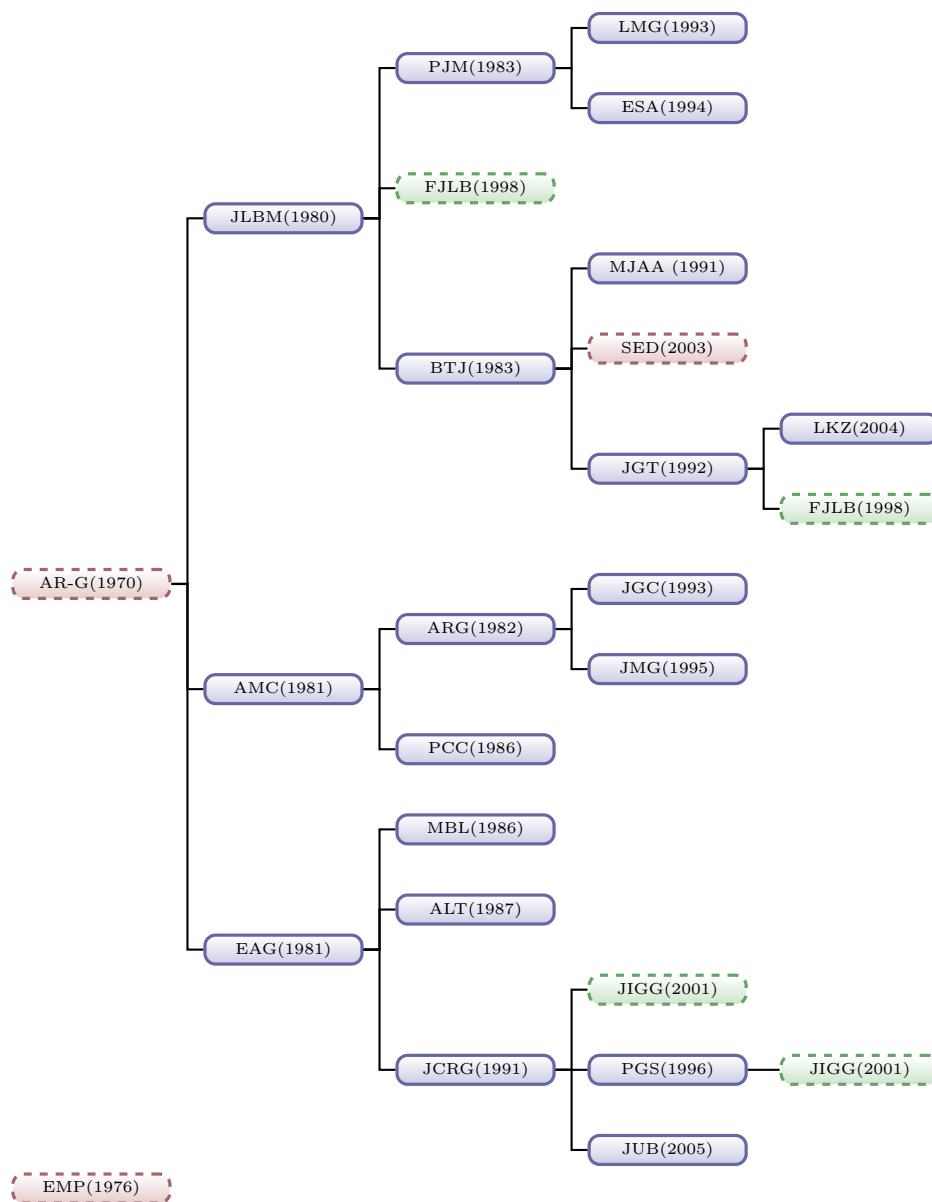 LMG(1993)
PJM(1983)
ESA(1994)
FJLB(1998)
JLBM(1980)
MJAA (1991)
SED(2003)
BTJ(1983)
LKZ(2004)
JGT(1992)
FJLB(1998)
AR-G(1970)
JGC(1993)
ARG(1982)
JMG(1995)
AMC(1981)
PCC(1986)
MBL(1986)
ALT(1987)
EAG(1981)
JIGG(2001)
JCRG(1991)
PGS(1996)
JIGG(2001)
JUB(2005)
EMP(1976)